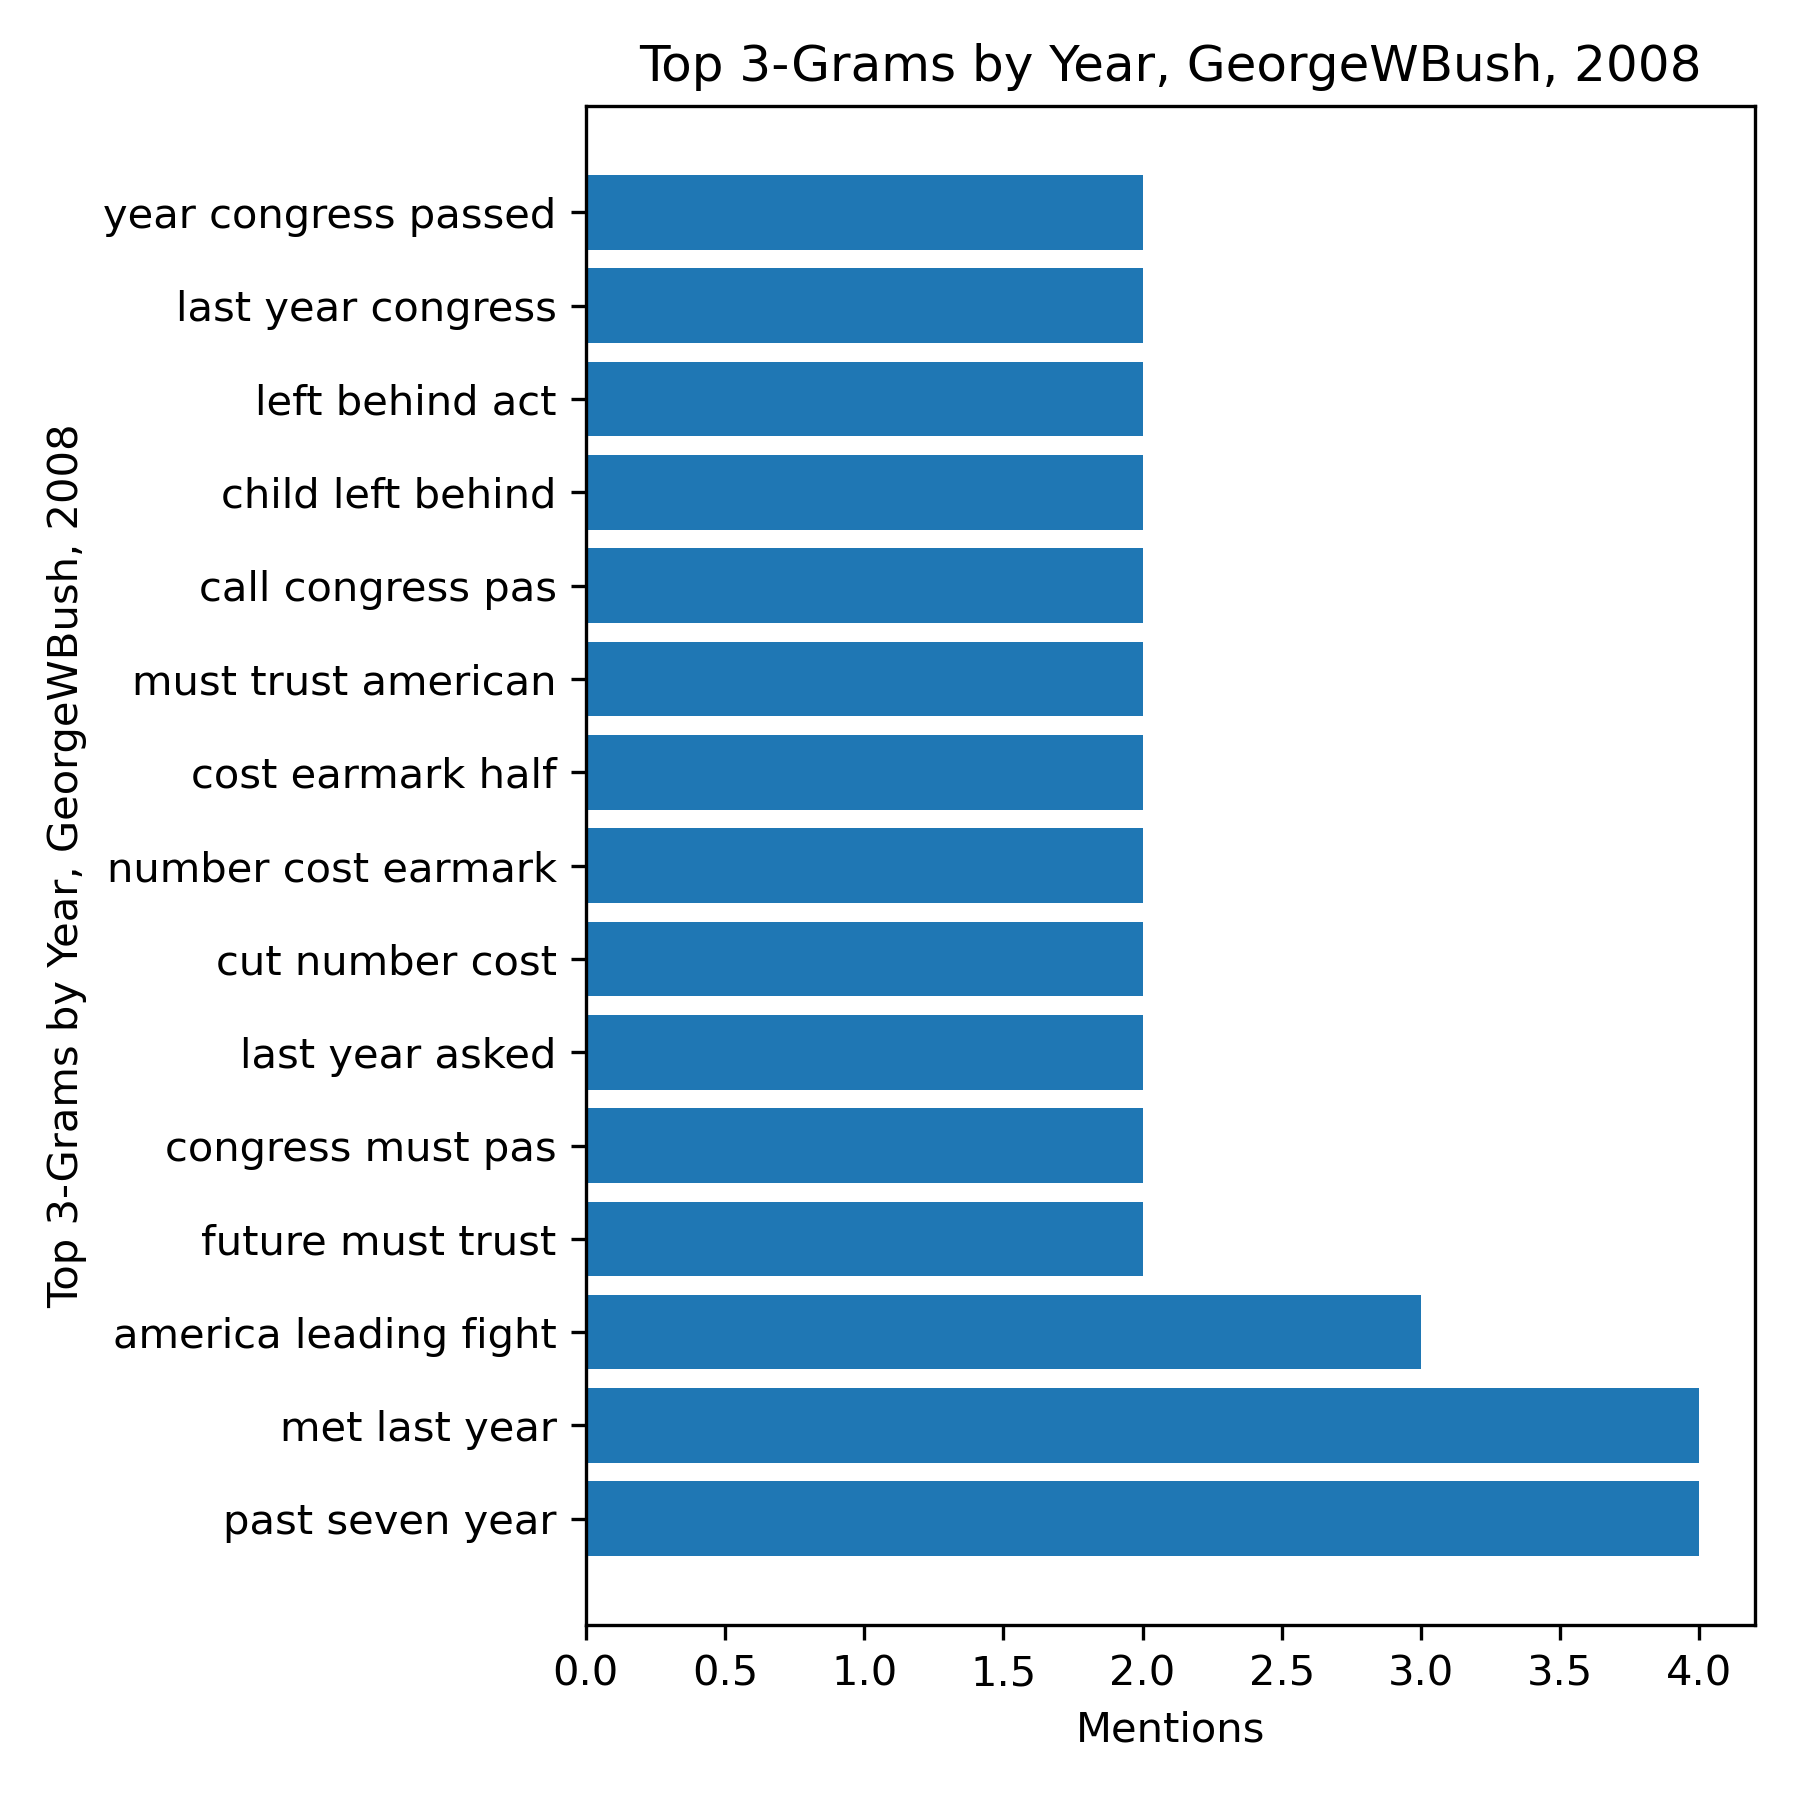 Top 3-Grams by Year, GeorgeWBush, 2008
Top 3-Grams by Year, GeorgeWBush, 2008
year congress passed
last year congress
left behind act
child left behind
call congress pas
must trust american
cost earmark half
number cost earmark
cut number cost
last year asked
congress must pas
future must trust
america leading fight
met last year
past seven year
0.0 0.5 1.0 1.5 2.0 2.5 3.0 3.5 4.0
Mentions